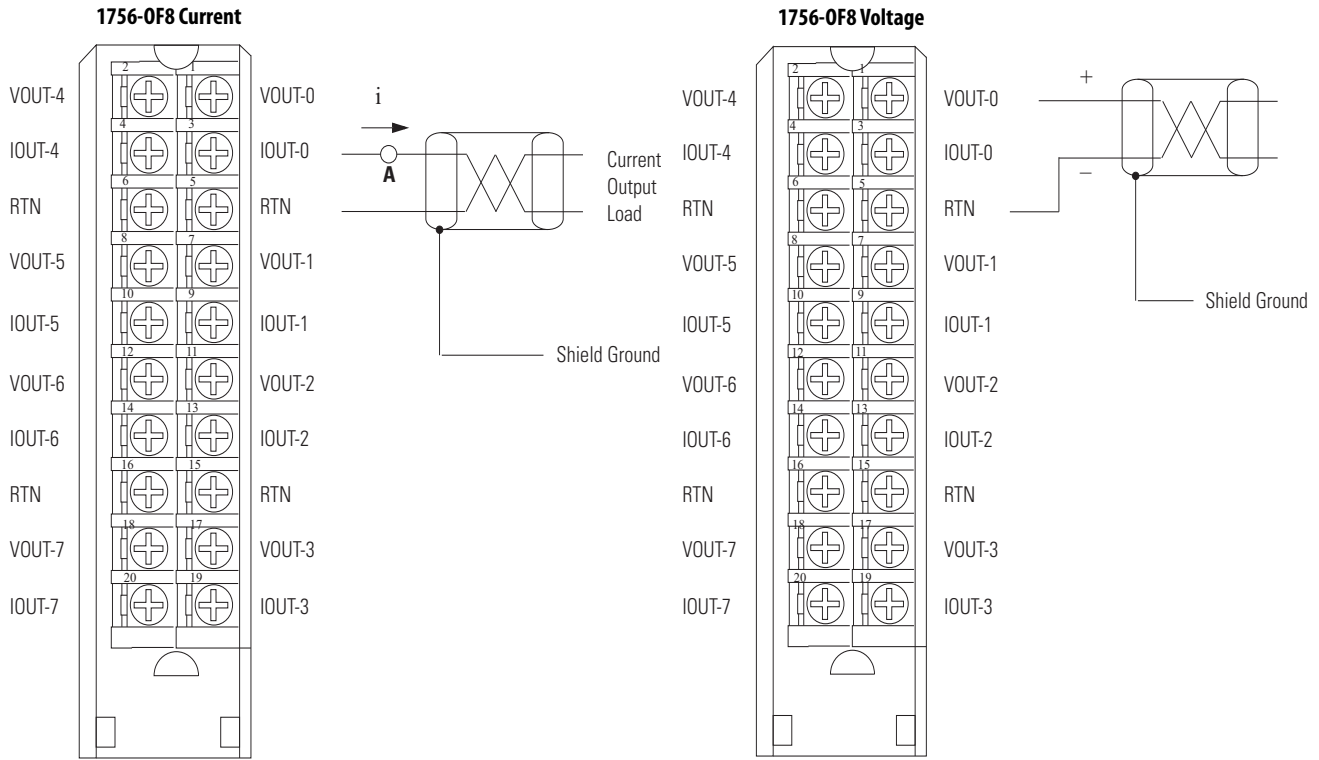 1756-OF8 Current
VOUT-4 2 1 VOUT-0
IOUT-4 4 3 IOUT-0
RTN 6 5 RTN
VOUT-5 8 7 VOUT-1
IOUT-5 10 9 IOUT-1
VOUT-6 12 11 VOUT-2
IOUT-6 14 13 IOUT-2
RTN 16 15 RTN
VOUT-7 18 17 VOUT-3
IOUT-7 20 19 IOUT-3
i
A
Current
Output
Load
Shield Ground
1756-OF8 Voltage
VOUT-4 2 1 VOUT-0
IOUT-4 4 3 IOUT-0
RTN 6 5 RTN
VOUT-5 8 7 VOUT-1
IOUT-5 10 9 IOUT-1
VOUT-6 12 11 VOUT-2
IOUT-6 14 13 IOUT-2
RTN 16 15 RTN
VOUT-7 18 17 VOUT-3
IOUT-7 20 19 IOUT-3
+
–
Shield Ground